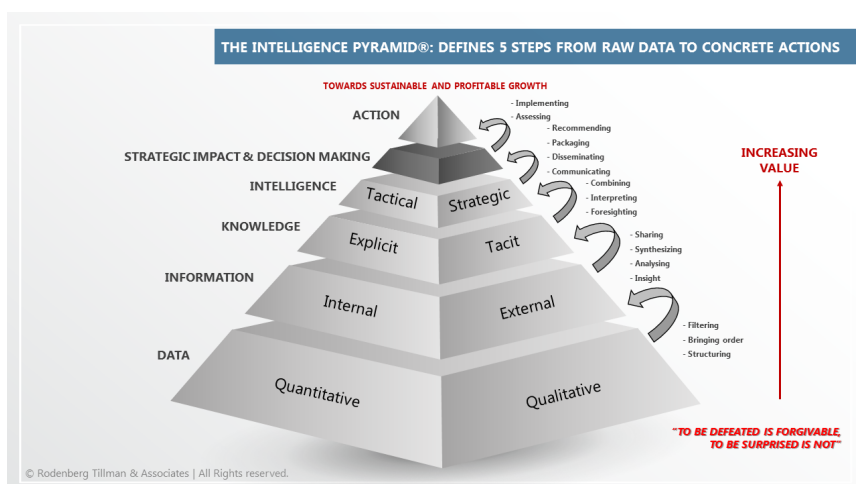 THE INTELLIGENCE PYRAMID®: DEFINES 5 STEPS FROM RAW DATA TO CONCRETE ACTIONS
TOWARDS SUSTAINABLE AND PROFITABLE GROWTH
ACTION
- Implementing
- Assessing
STRATEGIC IMPACT & DECISION MAKING
- Recommending
- Packaging
- Disseminating
- Communicating
INTELLIGENCE
Tactical
Strategic
- Combining
- Interpreting
- Foresighting
KNOWLEDGE
Explicit
Tacit
- Sharing
- Synthesizing
- Analysing
- Insight
INFORMATION
Internal
External
- Filtering
- Bringing order
- Structuring
DATA
Quantitative
Qualitative
INCREASING
VALUE
"TO BE DEFEATED IS FORGIVABLE,
TO BE SURPRISED IS NOT"
© Rodenberg Tillman & Associates | All Rights reserved.